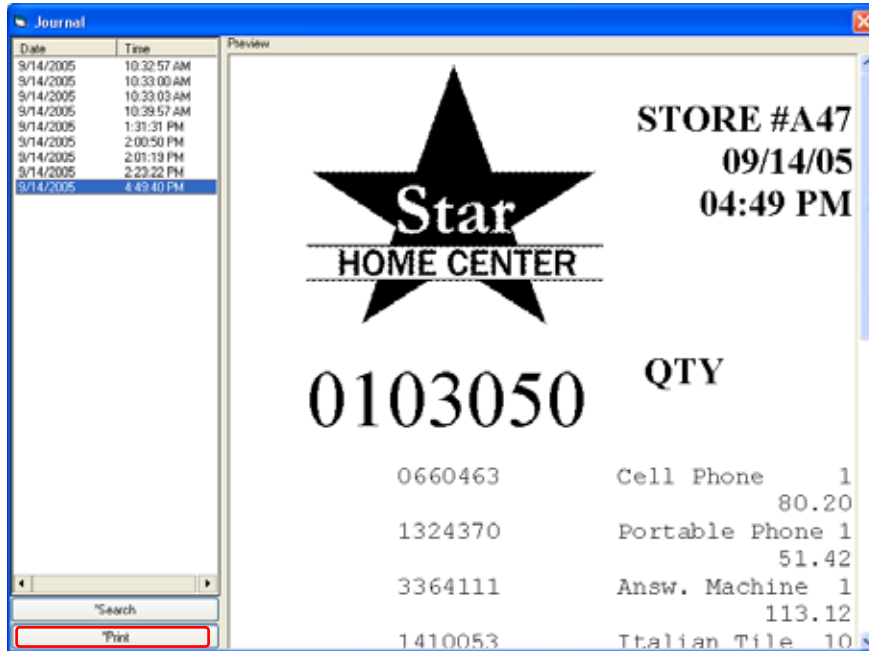 Journal
Date Time
9/14/2005 10:32:57 AM
9/14/2005 10:33:00 AM
9/14/2005 10:33:03 AM
9/14/2005 10:39:57 AM
9/14/2005 1:31:31 PM
9/14/2005 2:00:50 PM
9/14/2005 2:01:19 PM
9/14/2005 2:23:22 PM
9/14/2005 4:49:40 PM
"Search
"Print
Preview
Star
HOME CENTER
STORE #A47
09/14/05
04:49 PM
0103050 QTY
0660463 Cell Phone 1
80.20
1324370 Portable Phone 1
51.42
3364111 Answ. Machine 1
113.12
1410053 Italian Tile 10